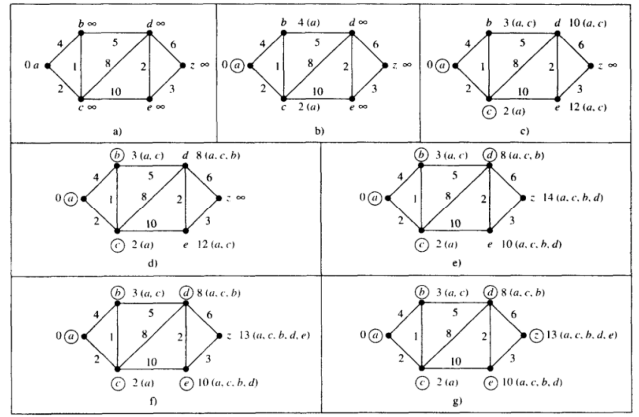 b ∞ d ∞
4 5 6
0 a 1 8 2 z ∞
2 10 3
c ∞ e ∞
a)
b 4 (a) d ∞
4 5 6
0 a 1 8 2 z ∞
2 10 3
c 2 (a) e ∞
b)
b 3 (a, c) d 10 (a, c)
4 5 6
0 a 1 8 2 z ∞
2 10 3
c 2 (a) e 12 (a, c)
c)
b 3 (a, c) d 8 (a, c, b)
4 5 6
0 a 1 8 2 z ∞
2 10 3
c 2 (a) e 12 (a, c)
d)
b 3 (a, c) d 8 (a, c, b)
4 5 6
0 a 1 8 2 z 14 (a, c, b, d)
2 10 3
c 2 (a) e 10 (a, c, b, d)
e)
b 3 (a, c) d 8 (a, c, b)
4 5 6
0 a 1 8 2 z 13 (a, c, b, d, e)
2 10 3
c 2 (a) e 10 (a, c, b, d)
f)
b 3 (a, c) d 8 (a, c, b)
4 5 6
0 a 1 8 2 z 13 (a, c, b, d, e)
2 10 3
c 2 (a) e 10 (a, c, b, d)
g)